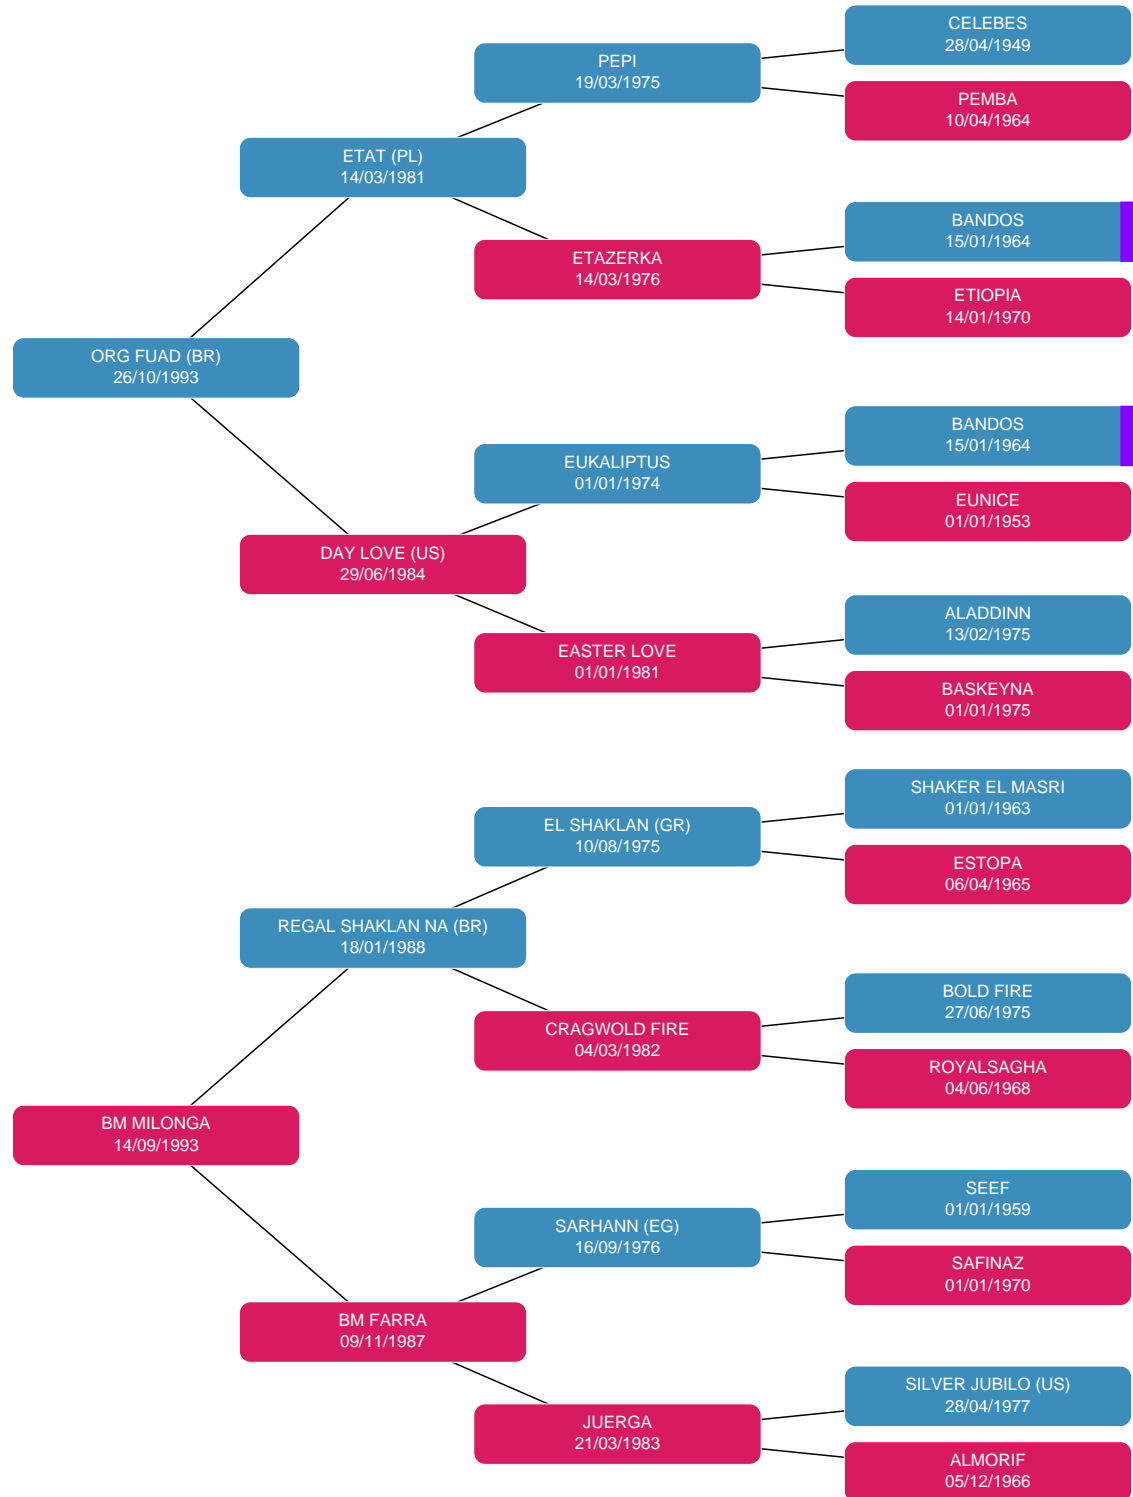 CELEBES
28/04/1949
PEPI
19/03/1975
PEMBA
10/04/1964
ETAT (PL)
14/03/1981
BANDOS
15/01/1964
ETAZERKA
14/03/1976
ETIOPIA
14/01/1970
ORG FUAD (BR)
26/10/1993
BANDOS
15/01/1964
EUKALIPTUS
01/01/1974
EUNICE
01/01/1953
DAY LOVE (US)
29/06/1984
ALADDINN
13/02/1975
EASTER LOVE
01/01/1981
BASKEYNA
01/01/1975
SHAKER EL MASRI
01/01/1963
EL SHAKLAN (GR)
10/08/1975
ESTOPA
06/04/1965
REGAL SHAKLAN NA (BR)
18/01/1988
BOLD FIRE
27/06/1975
CRAGWOLD FIRE
04/03/1982
ROYALSAGHA
04/06/1968
BM MILONGA
14/09/1993
SEEF
01/01/1959
SARHANN (EG)
16/09/1976
SAFINAZ
01/01/1970
BM FARRA
09/11/1987
SILVER JUBILO (US)
28/04/1977
JUERGA
21/03/1983
ALMORIF
05/12/1966